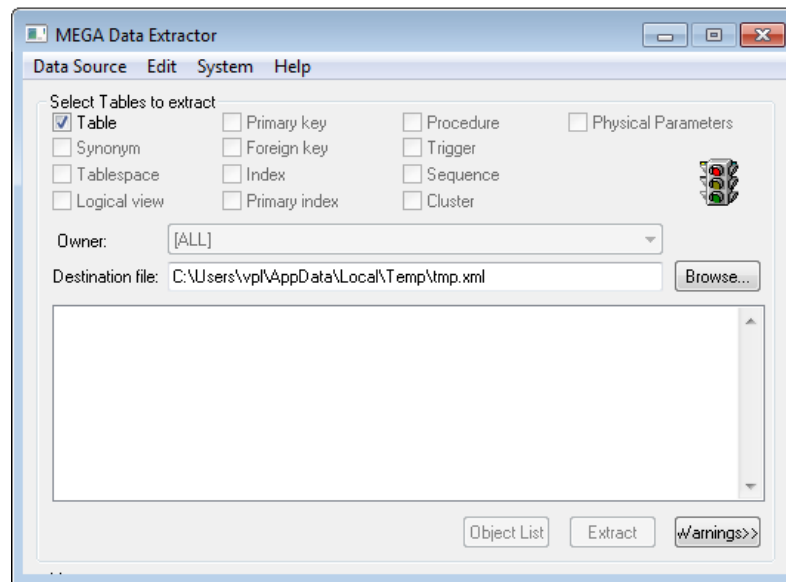 MEGA Data Extractor
Data Source Edit System Help
Select Tables to extract
Table Primary key Procedure Physical Parameters
Synonym Foreign key Trigger
Tablespace Index Sequence
Logical view Primary index Cluster
Owner: [ALL]
Destination file: C:\Users\vpl\AppData\Local\Temp\tmp.xml Browse...
Object List Extract Warnings>>